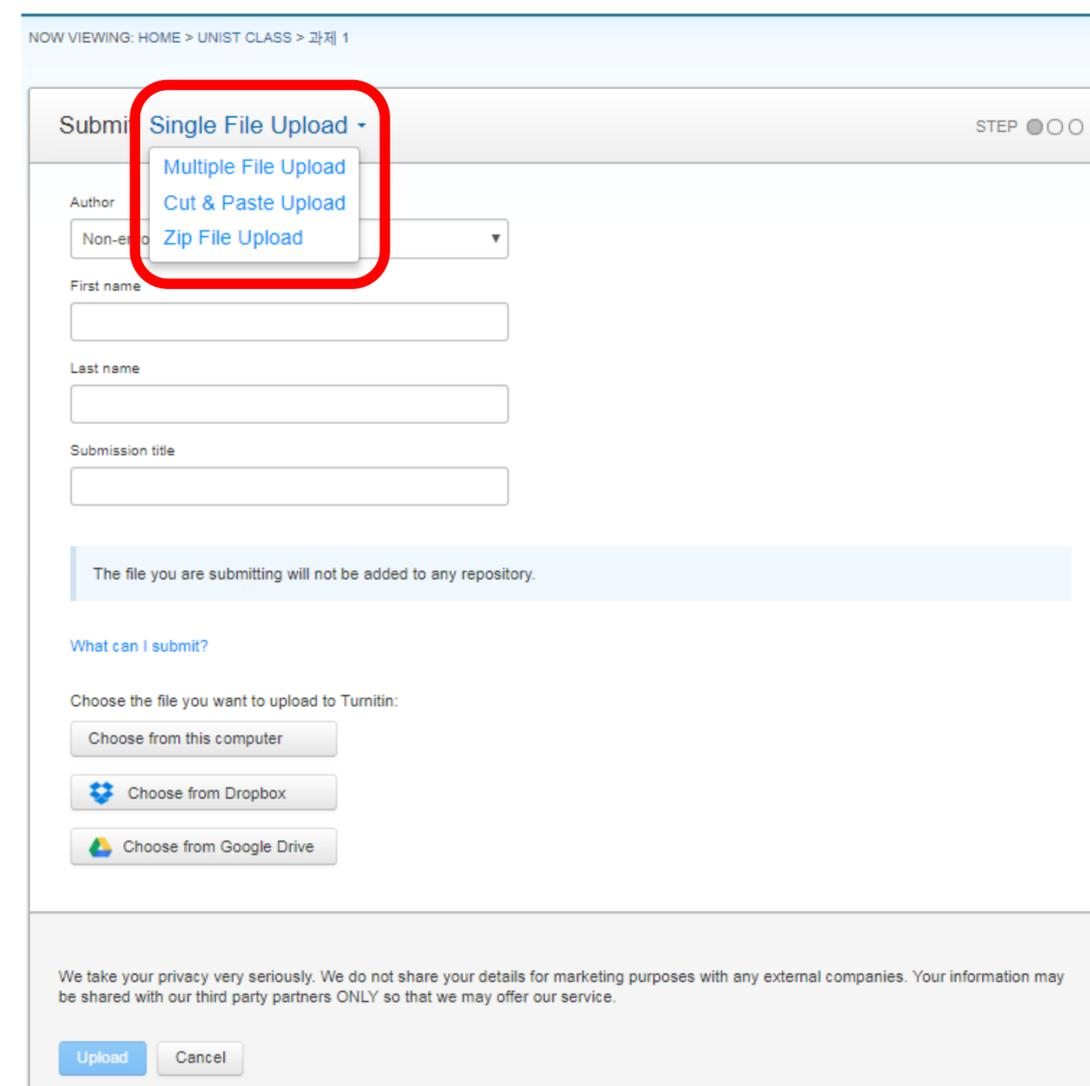 NOW VIEWING: HOME > UNIST CLASS > 과제 1
Submi Single File Upload
STEP
Multiple File Upload
Author
Cut & Paste Upload
Zip File Upload
First name
Last name
Submission title
The file you are submitting will not be added to any repository.
What can I submit?
Choose the file you want to upload to Turnitin:
Choose from this computer
Choose from Dropbox
Choose from Google Drive
We take your privacy very seriously. We do not share your details for marketing purposes with any external companies. Your information may
be shared with our third party partners ONLY so that we may offer our service.
Upload Cancel